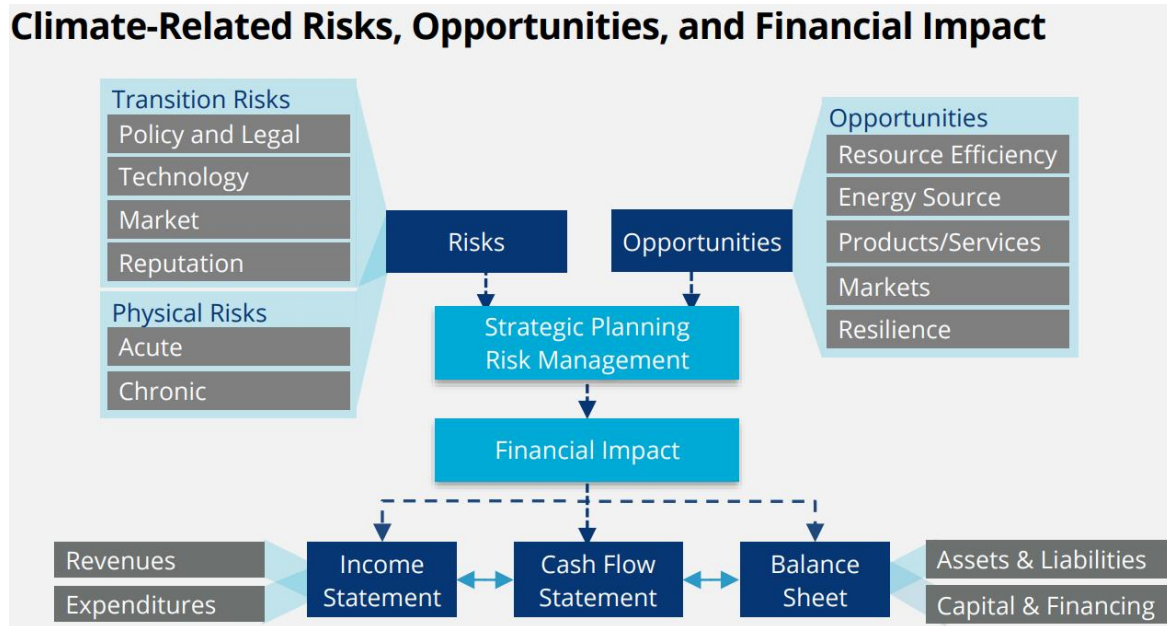 Climate-Related Risks, Opportunities, and Financial Impact
Transition Risks
Policy and Legal
Technology
Market
Reputation
Physical Risks
Acute
Chronic
Risks
Opportunities
Opportunities
Resource Efficiency
Energy Source
Products/Services
Markets
Resilience
Strategic Planning
Risk Management
Financial Impact
Revenues
Expenditures
Income
Statement
Cash Flow
Statement
Balance
Sheet
Assets & Liabilities
Capital & Financing